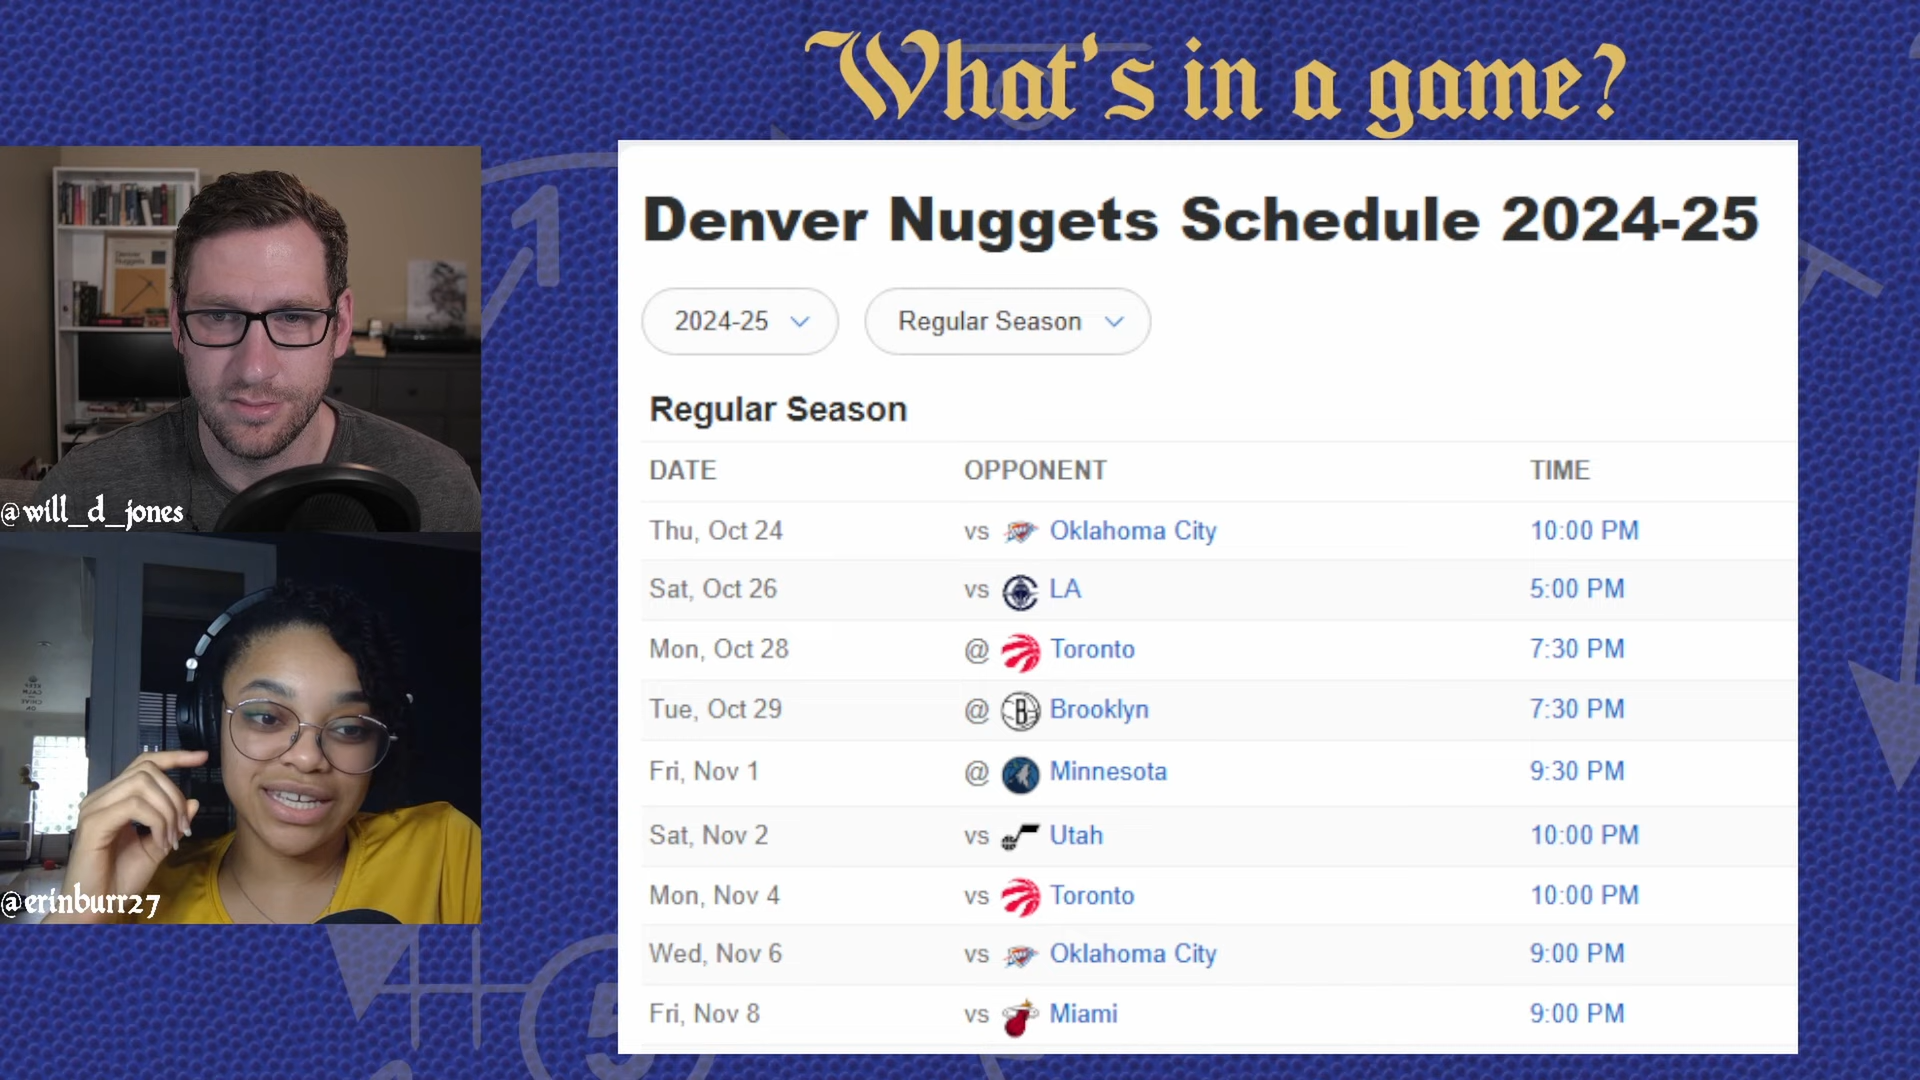 What's in a game?
Denver Nuggets Schedule 2024-25
2024-25 Regular Season
Regular Season
DATE OPPONENT TIME
Thu, Oct 24 vs Oklahoma City 10:00 PM
Sat, Oct 26 vs LA 5:00 PM
Mon, Oct 28 @ Toronto 7:30 PM
Tue, Oct 29 @ Brooklyn 7:30 PM
Fri, Nov 1 @ Minnesota 9:30 PM
Sat, Nov 2 vs Utah 10:00 PM
Mon, Nov 4 vs Toronto 10:00 PM
Wed, Nov 6 vs Oklahoma City 9:00 PM
Fri, Nov 8 vs Miami 9:00 PM
Denver
Nuggets
@will_d_jones
@erinburr27
1
5
B